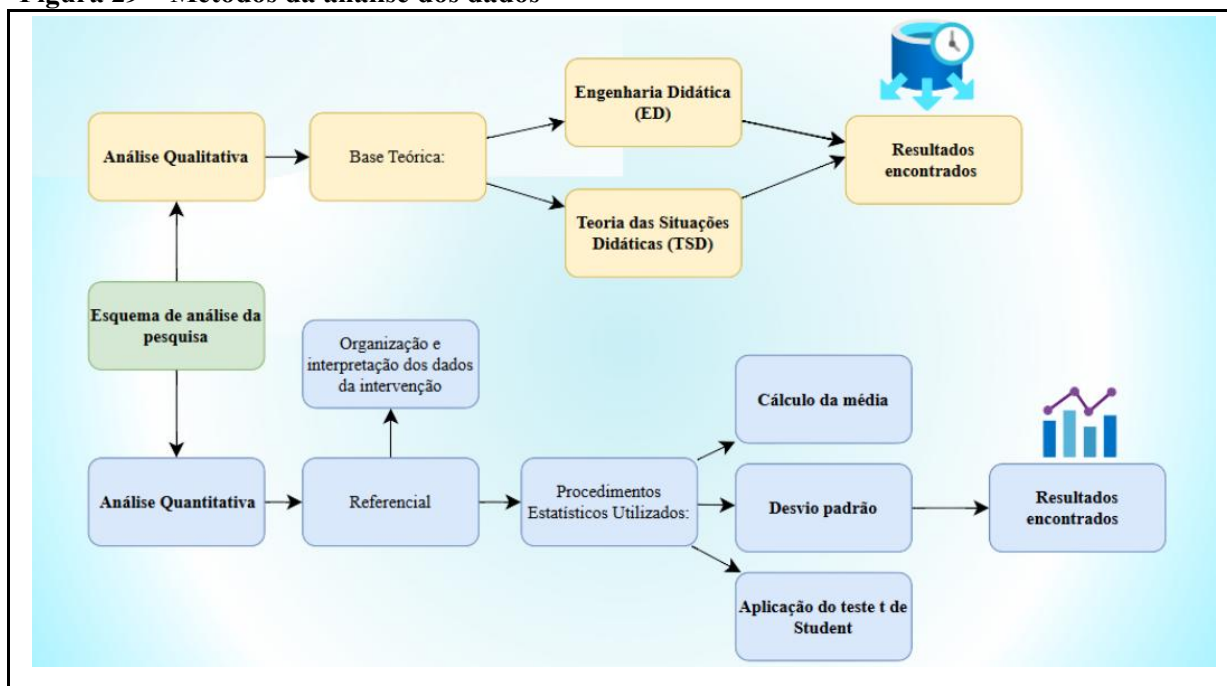 Figura 29 – Métodos da análise dos dados
Engenharia Didática
(ED)
Análise Qualitativa
Base Teórica:
Resultados
encontrados
Teoria das Situações
Didáticas (TSD)
Esquema de análise da
pesquisa
Organização e
interpretação dos dados
da intervenção
Cálculo da média
Análise Quantitativa
Referencial
Procedimentos
Estatísticos Utilizados:
Desvio padrão
Resultados
encontrados
Aplicação do teste t de
Student